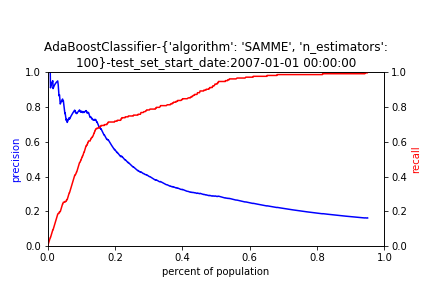 AdaBoostClassifier-{'algorithm': 'SAMME', 'n_estimators':
100}-test_set_start_date:2007-01-01 00:00:00
1.0 1.0
0.8 0.8
0.6 0.6
precision recall
0.4 0.4
0.2 0.2
0.0 0.0
0.0 0.2 0.4 0.6 0.8 1.0
percent of population